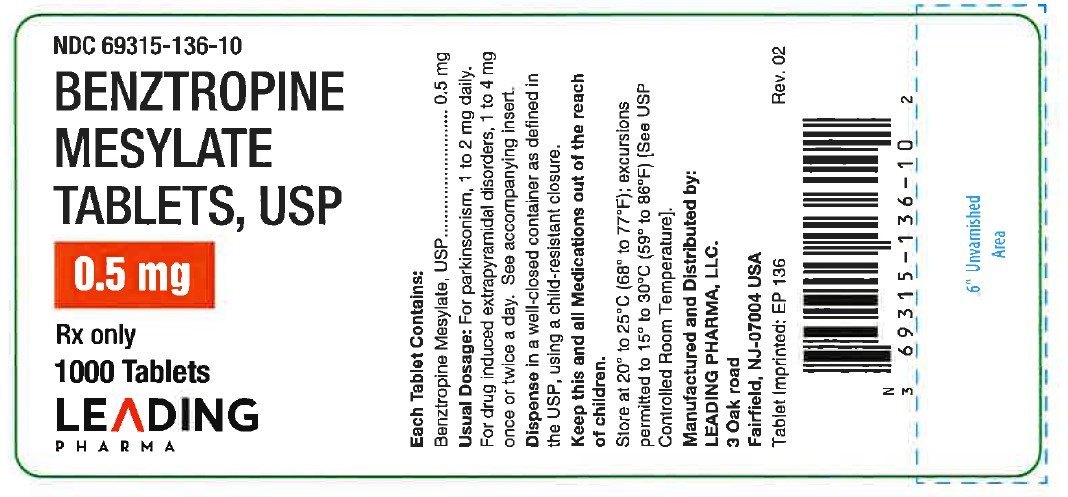 NDC 69315-136-10
BENZTROPINE
MESYLATE
TABLETS, USP
0.5 mg
Rx only
1000 Tablets
LEADING
PHARMA
Each Tablet Contains:
Benztropine Mesylate, USP........................ 0.5 mg
Usual Dosage: For parkinsonism, 1 to 2 mg daily.
For drug induced extrapyramidal disorders, 1 to 4 mg
once or twice a day. See accompanying insert.
Dispense in a well-closed container as defined in
the USP, using a child-resistant closure.
Keep this and all Medications out of the reach
of children.
Store at 20° to 25°C (68° to 77°F); excursions
permitted to 15° to 30°C (59° to 86°F) [See USP
Controlled Room Temperature].
Manufactured and Distributed by:
LEADING PHARMA, LLC.
3 Oak road
Fairfield, NJ-07004 USA
Tablet Imprinted: EP 136 Rev. 02
N
3 69315-136-10 2
.6" Unvarnished
Area